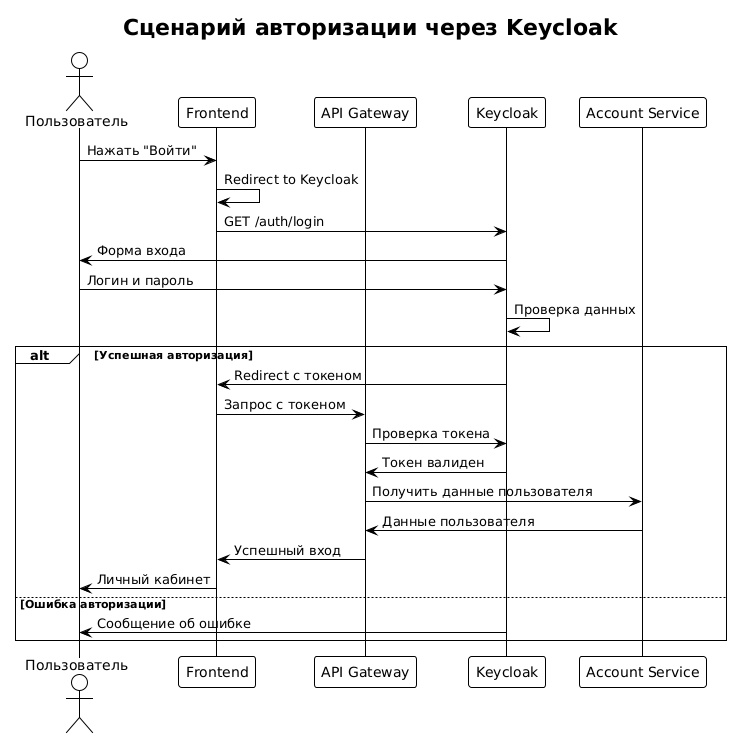 Сценарий авторизации через Keycloak
Пользователь
Frontend
API Gateway
Keycloak
Account Service
Нажать "Войти"
Redirect to Keycloak
GET /auth/login
Форма входа
Логин и пароль
Проверка данных
alt
[Успешная авторизация]
Redirect с токеном
Запрос с токеном
Проверка токена
Токен валиден
Получить данные пользователя
Данные пользователя
Успешный вход
Личный кабинет
[Ошибка авторизации]
Сообщение об ошибке
Пользователь
Frontend
API Gateway
Keycloak
Account Service